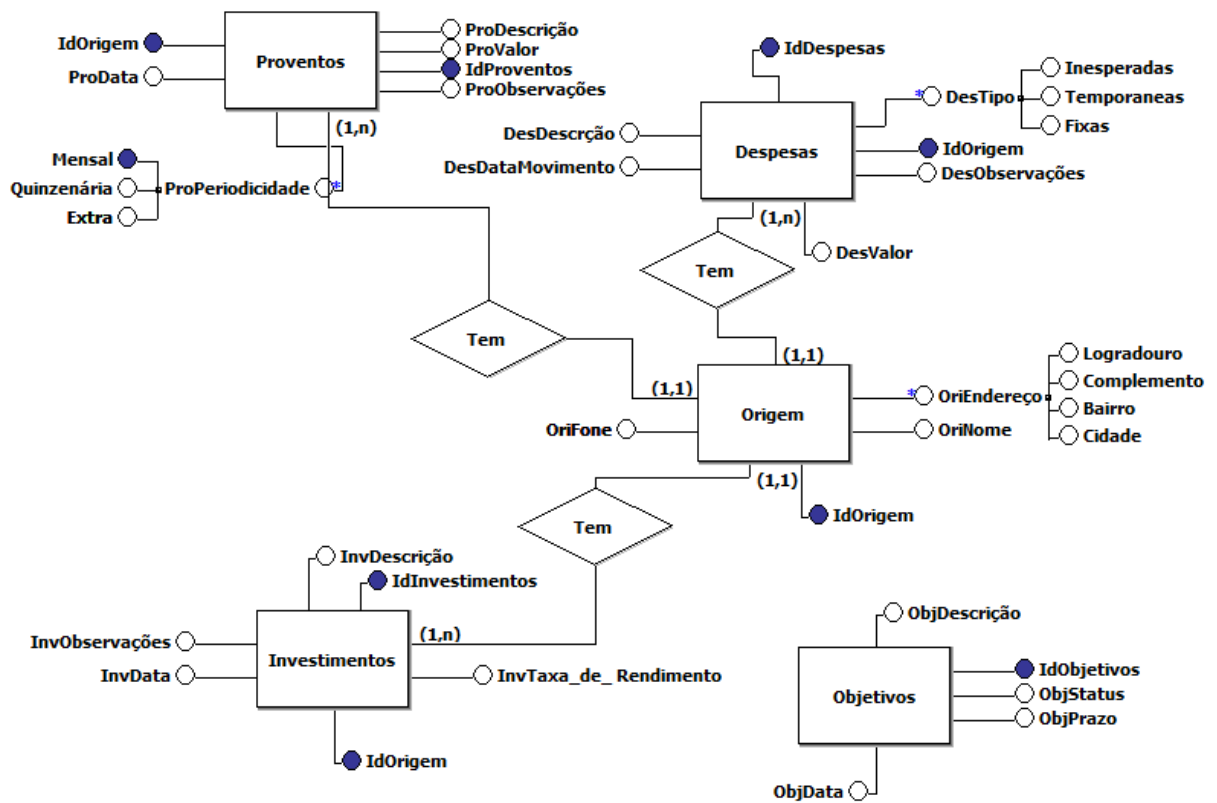 IdOrigem
ProData
Proventos
ProDescrição
ProValor
IdProventos
ProObservações
(1,n)
Mensal
Quinzenária
Extra
ProPeriodicidade
*
IdDespesas
DesDescrção
DesDataMovimento
Despesas
*
DesTipo
Inesperadas
Temporaneas
Fixas
IdOrigem
DesObservações
(1,n)
DesValor
Tem
Tem
(1,1)
(1,1)
OriFone
Origem
*
OriEndereço
Logradouro
Complemento
Bairro
Cidade
OriNome
(1,1)
IdOrigem
Tem
InvDescrição
IdInvestimentos
InvObservações
InvData
Investimentos
(1,n)
InvTaxa_de_ Rendimento
IdOrigem
ObjDescrição
Objetivos
IdObjetivos
ObjStatus
ObjPrazo
ObjData